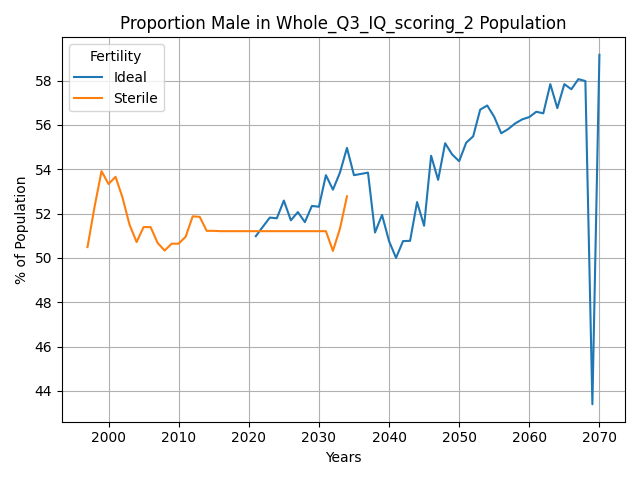 Proportion Male in Whole_Q3_IQ_scoring_2 Population
Fertility
Ideal
Sterile
% of Population
58
56
54
52
50
48
46
44
2000 2010 2020 2030 2040 2050 2060 2070
Years